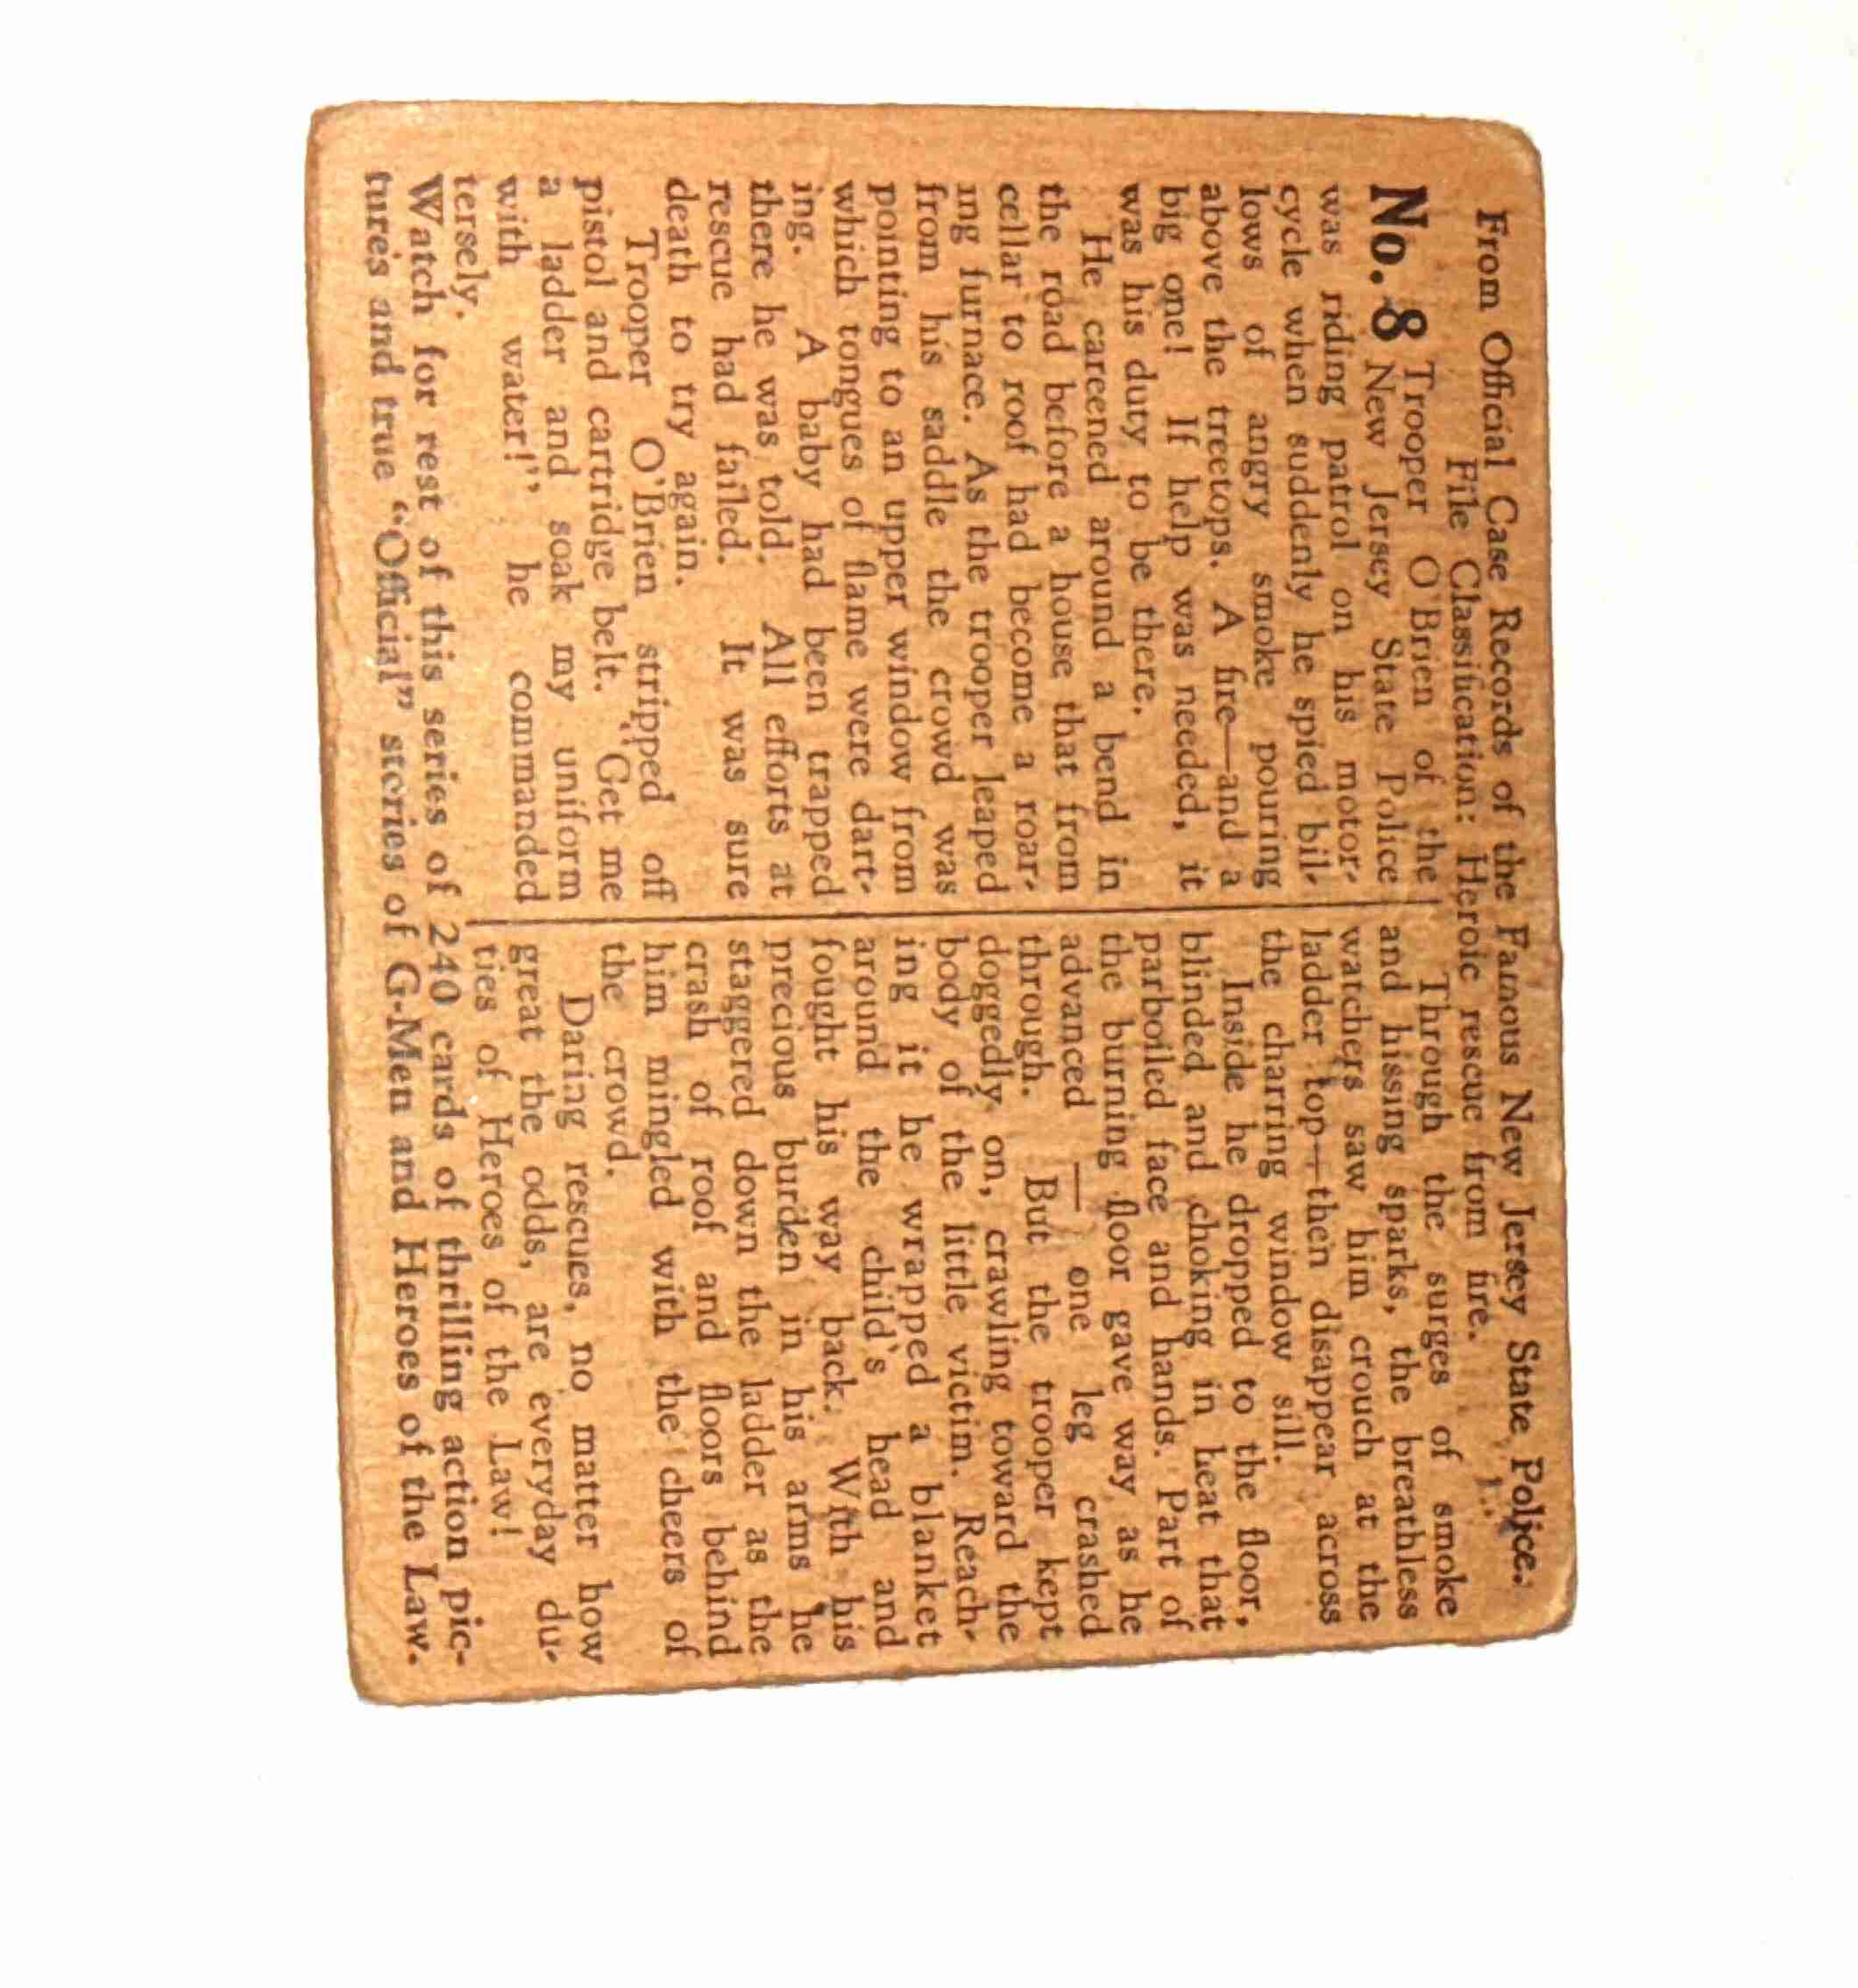 From Official Case Records of the Famous New Jersey State Police.
File Classification: Heroic rescue from fire.
No. 8 Trooper O'Brien of the
New Jersey State Police
was riding patrol on his motor-
cycle when suddenly he spied bil-
lows of angry smoke pouring
above the treetops. A fire—and a
big one! If help was needed, it
was his duty to be there.
He careened around a bend in
the road before a house that from
cellar to roof had become a roar-
ing furnace. As the trooper leaped
from his saddle the crowd was
pointing to an upper window from
which tongues of flame were dart-
ing. A baby had been trapped
there he was told. All efforts at
rescue had failed. It was sure
death to try again.
Trooper O'Brien stripped off
pistol and cartridge belt. "Get me
a ladder and soak my uniform
with water!", he commanded
tersely.
Through the surges of smoke
and hissing sparks, the breathless
watchers saw him crouch at the
ladder top—then disappear across
the charring window sill.
Inside he dropped to the floor,
blinded and choking in heat that
parboiled face and hands. Part of
the burning floor gave way as he
advanced — one leg crashed
through. But the trooper kept
doggedly on, crawling toward the
body of the little victim. Reach-
ing it he wrapped a blanket
around the child's head and
fought his way back. With his
precious burden in his arms he
staggered down the ladder as the
crash of roof and floors behind
him mingled with the cheers of
the crowd.
Daring rescues, no matter how
great the odds, are everyday du-
ties of Heroes of the Law!
Watch for rest of this series of 240 cards of thrilling action pic-
tures and true "Official" stories of G-Men and Heroes of the Law.